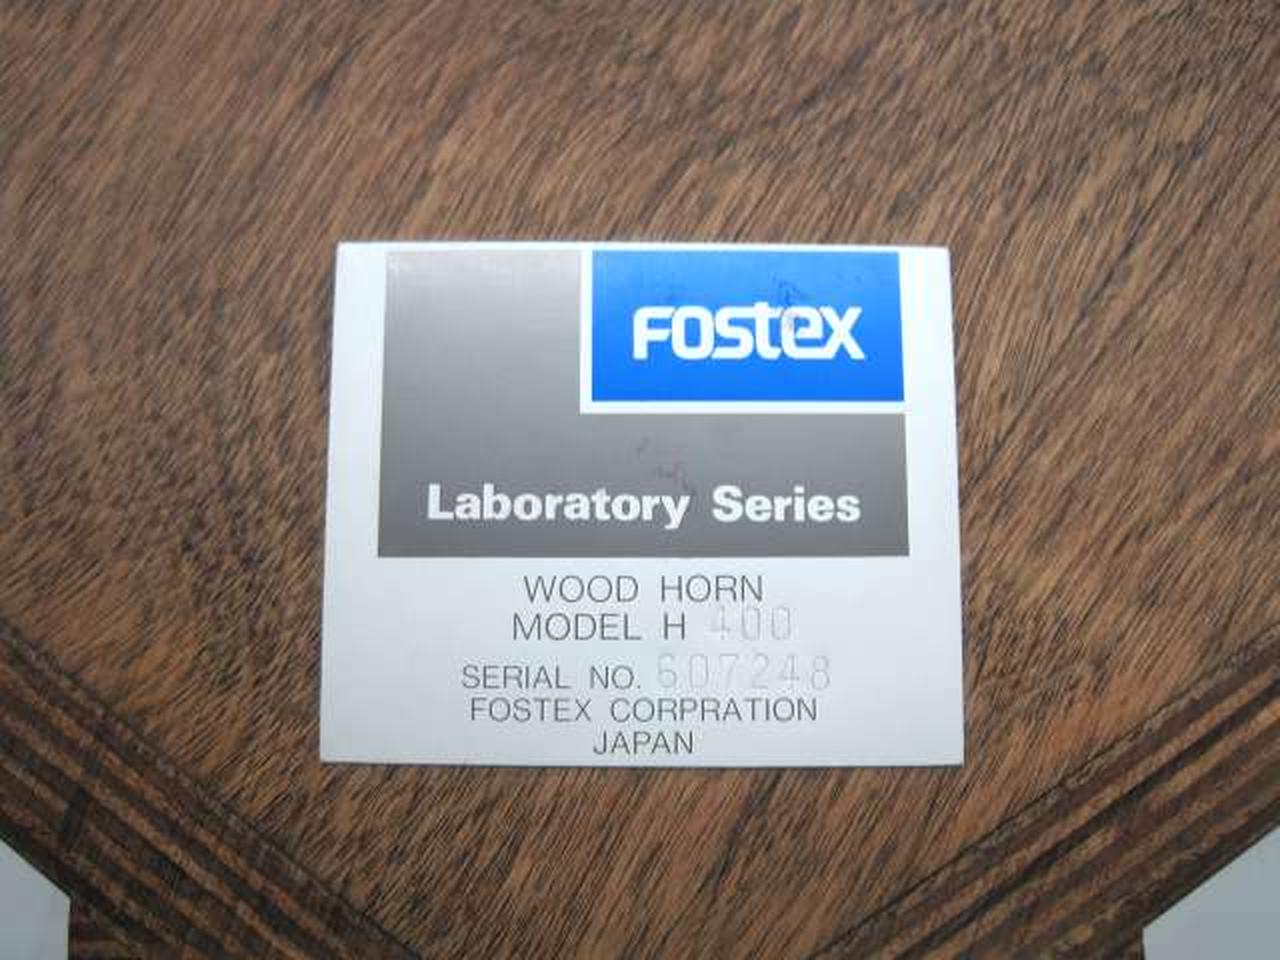 Fostex
Laboratory Series
WOOD HORN
MODEL H 400
SERIAL NO. 607248
FOSTEX CORPRATION
JAPAN